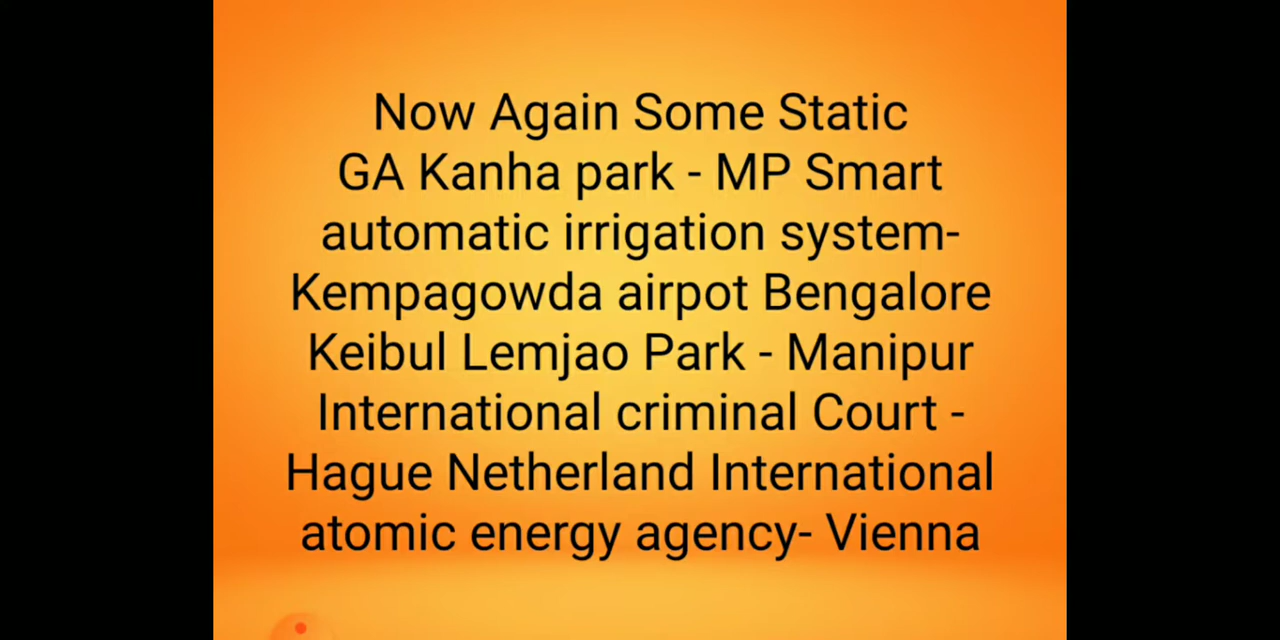 Now Again Some Static
GA Kanha park - MP Smart
automatic irrigation system-
Kempagowda airpot Bengalore
Keibul Lemjao Park - Manipur
International criminal Court -
Hague Netherland International
atomic energy agency- Vienna